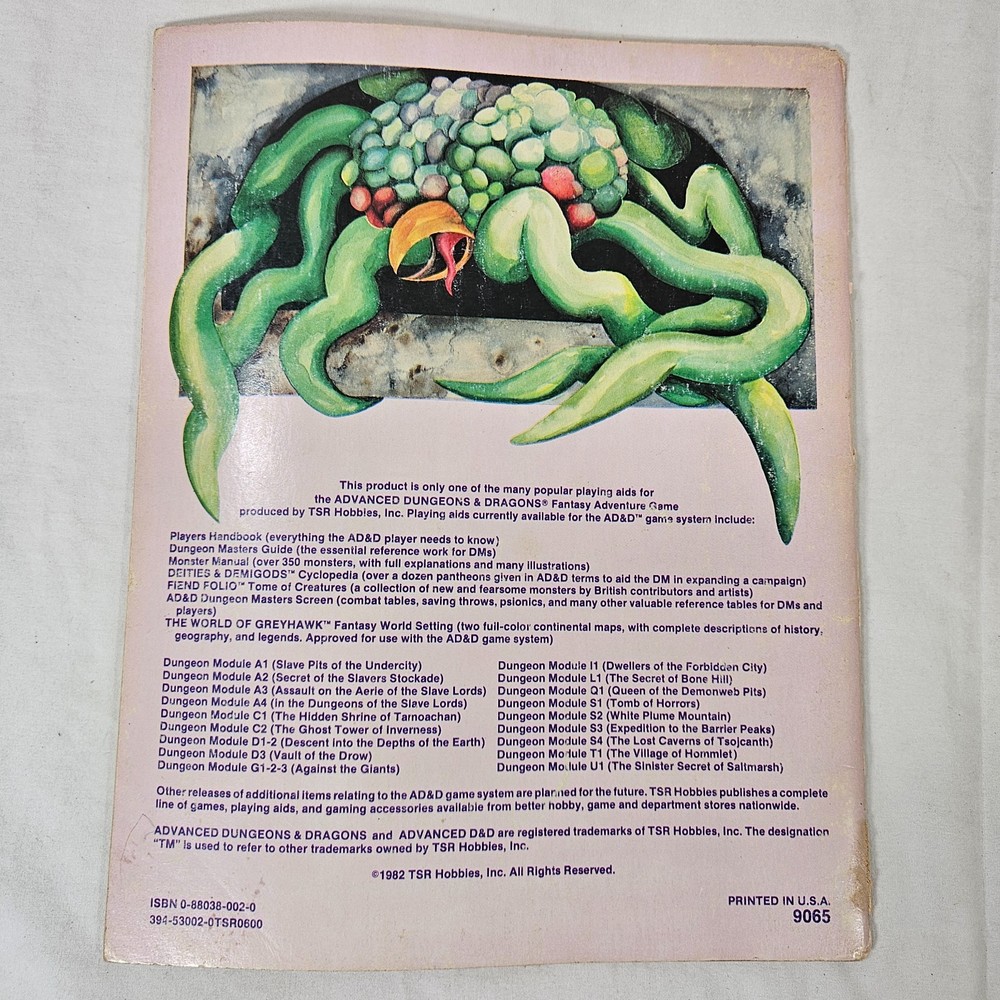 This product is only one of the many popular playing aids for
the ADVANCED DUNGEONS & DRAGONS® Fantasy Adventure Game
produced by TSR Hobbies, Inc. Playing aids currently available for the AD&D™ game system include:
Players Handbook (everything the AD&D player needs to know)
Dungeon Masters Guide (the essential reference work for DMs)
Monster Manual (over 350 monsters, with full explanations and many illustrations)
DEITIES & DEMIGODS™ Cyclopedia (over a dozen pantheons given in AD&D terms to aid the DM in expanding a campaign)
FIEND FOLIO™ Tome of Creatures (a collection of new and fearsome monsters by British contributors and artists)
AD&D Dungeon Masters Screen (combat tables, saving throws, psionics, and many other valuable reference tables for DMs and
players)
THE WORLD OF GREYHAWK™ Fantasy World Setting (two full-color continental maps, with complete descriptions of history,
geography, and legends. Approved for use with the AD&D game system)
Dungeon Module A1 (Slave Pits of the Undercity)
Dungeon Module A2 (Secret of the Slavers Stockade)
Dungeon Module A3 (Assault on the Aerie of the Slave Lords)
Dungeon Module A4 (in the Dungeons of the Slave Lords)
Dungeon Module C1 (The Hidden Shrine of Tamoachan)
Dungeon Module C2 (The Ghost Tower of Inverness)
Dungeon Module D1-2 (Descent into the Depths of the Earth)
Dungeon Module D3 (Vault of the Drow)
Dungeon Module G1-2-3 (Against the Giants)
Dungeon Module I1 (Dwellers of the Forbidden City)
Dungeon Module L1 (The Secret of Bone Hill)
Dungeon Module Q1 (Queen of the Demonweb Pits)
Dungeon Module S1 (Tomb of Horrors)
Dungeon Module S2 (White Plume Mountain)
Dungeon Module S3 (Expedition to the Barrier Peaks)
Dungeon Module S4 (The Lost Caverns of Tsojcanth)
Dungeon Module T1 (The Village of Hommlet)
Dungeon Module U1 (The Sinister Secret of Saltmarsh)
Other releases of additional items relating to the AD&D game system are planned for the future. TSR Hobbies publishes a complete
line of games, playing aids, and gaming accessories available from better hobby, game and department stores nationwide.
ADVANCED DUNGEONS & DRAGONS and ADVANCED D&D are registered trademarks of TSR Hobbies, Inc. The designation
"TM" is used to refer to other trademarks owned by TSR Hobbies, Inc.
©1982 TSR Hobbies, Inc. All Rights Reserved.
ISBN 0-88038-002-0
394-53002-0TSR0600
PRINTED IN U.S.A.
9065